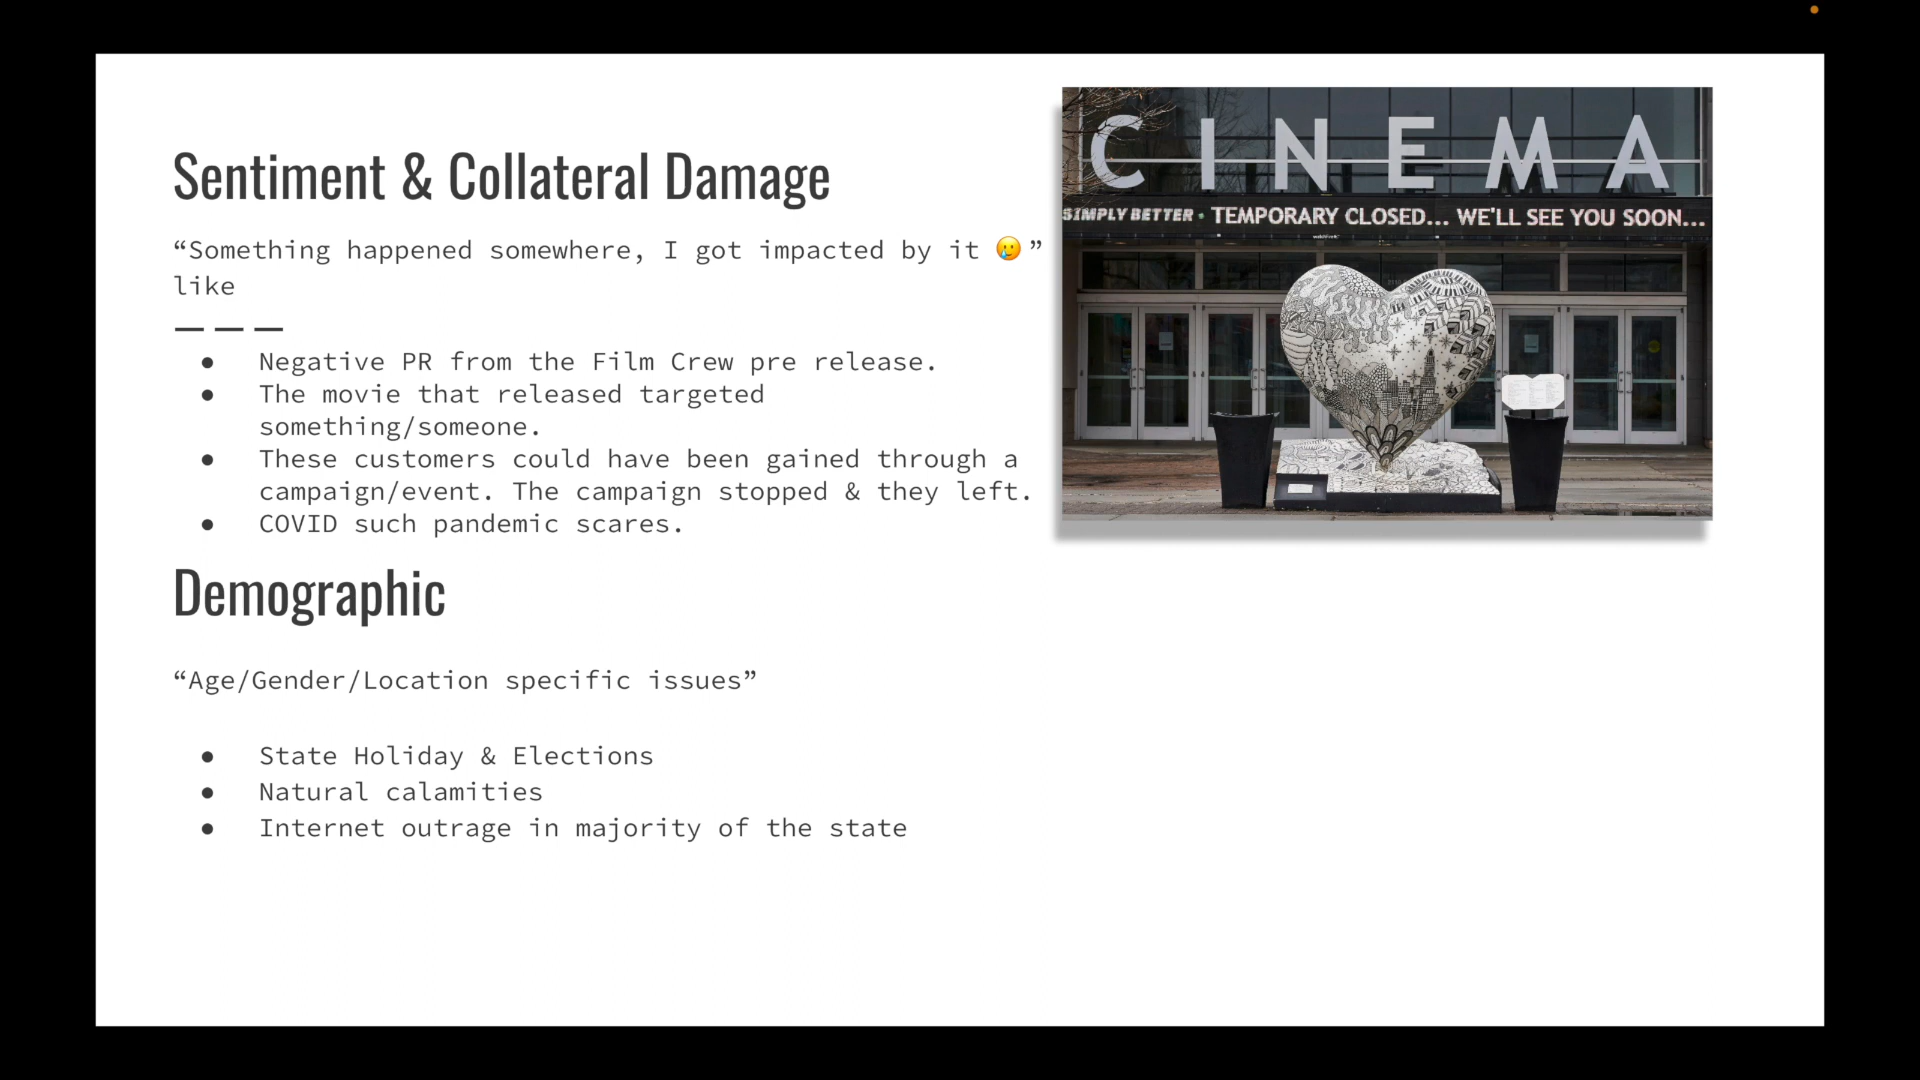 Sentiment & Collateral Damage
“Something happened somewhere, I got impacted by it 🥲”
like
● Negative PR from the Film Crew pre release.
● The movie that released targeted
something/someone.
● These customers could have been gained through a
campaign/event. The campaign stopped & they left.
● COVID such pandemic scares.
Demographic
“Age/Gender/Location specific issues”
● State Holiday & Elections
● Natural calamities
● Internet outrage in majority of the state
CINEMA
SIMPLY BETTER • TEMPORARY CLOSED... WE'LL SEE YOU SOON...